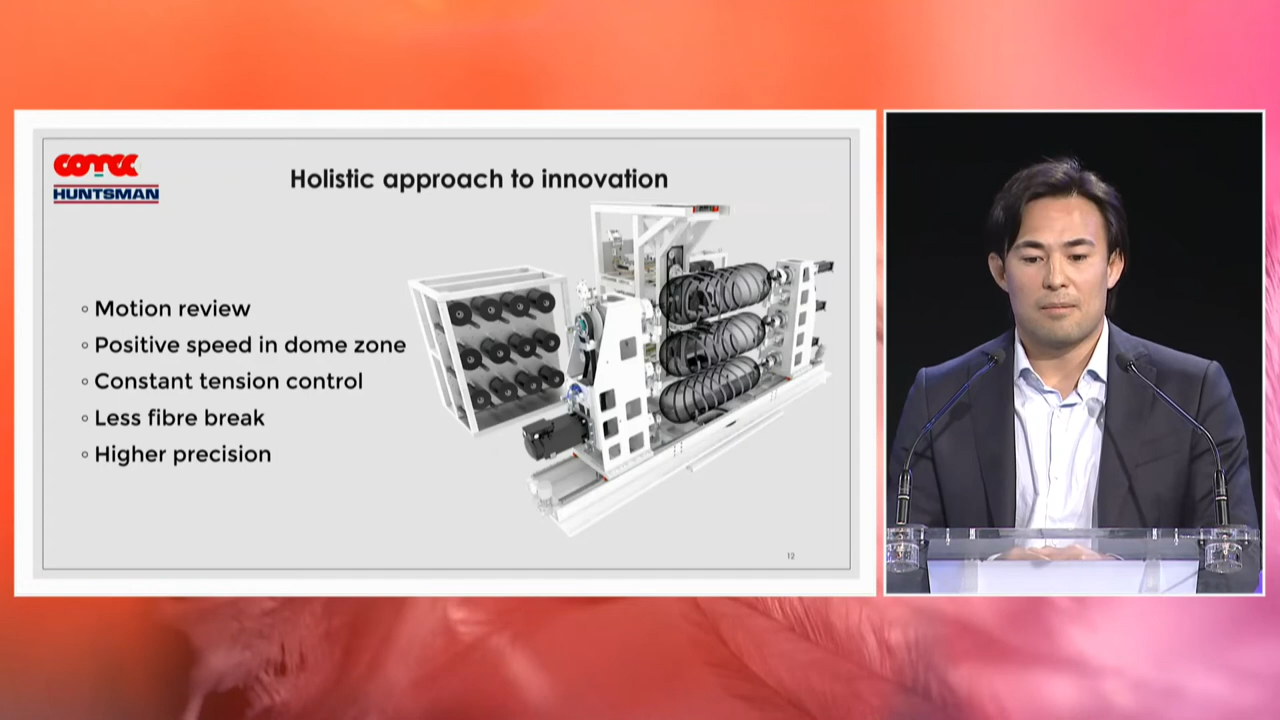 COTEC
HUNTSMAN
Holistic approach to innovation
Motion review
Positive speed in dome zone
Constant tension control
Less fibre break
Higher precision
12